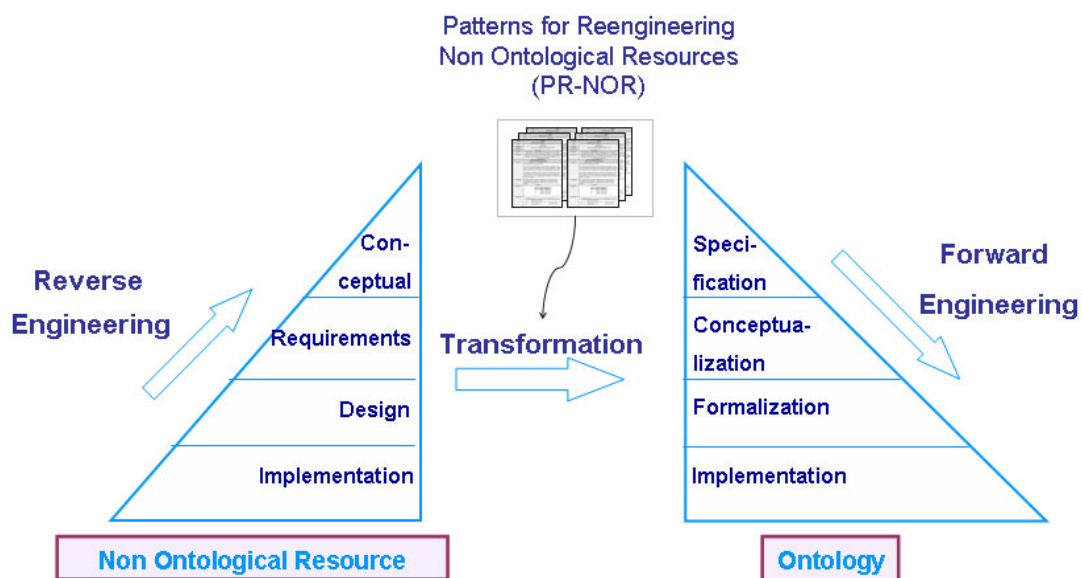 Patterns for Reengineering
Non Ontological Resources
(PR-NOR)
Reverse
Engineering
Con-
ceptual
Requirements
Design
Implementation
Non Ontological Resource
Transformation
Speci-
fication
Conceptua-
lization
Formalization
Implementation
Ontology
Forward
Engineering